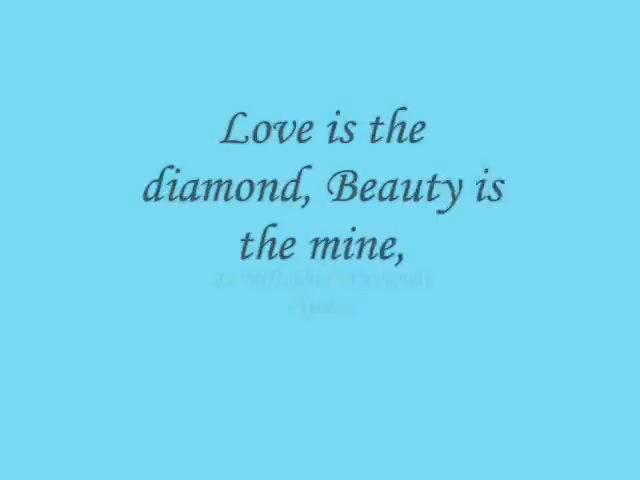 Love is the
diamond, Beauty is
the mine,